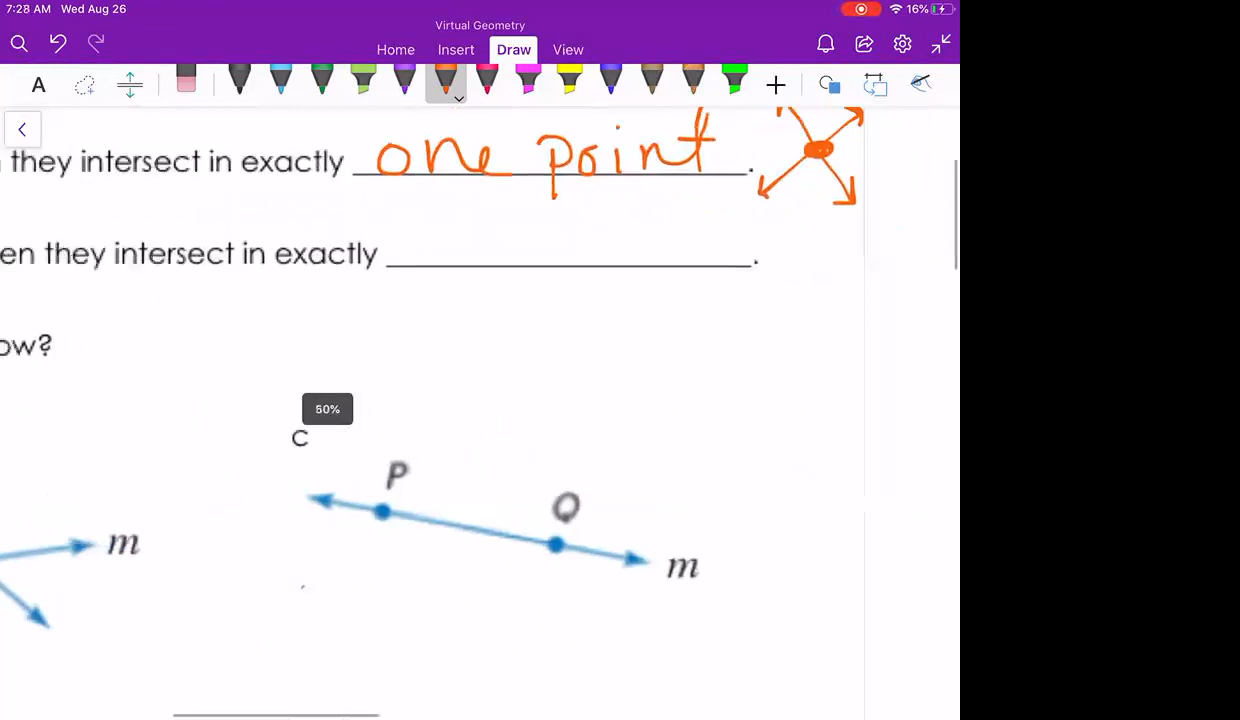 7:28 AM Wed Aug 26
16%
Virtual Geometry
Home Insert Draw View
A
they intersect in exactly one point.
en they intersect in exactly ____________________.
ow?
50%
C
P
Q
m
m